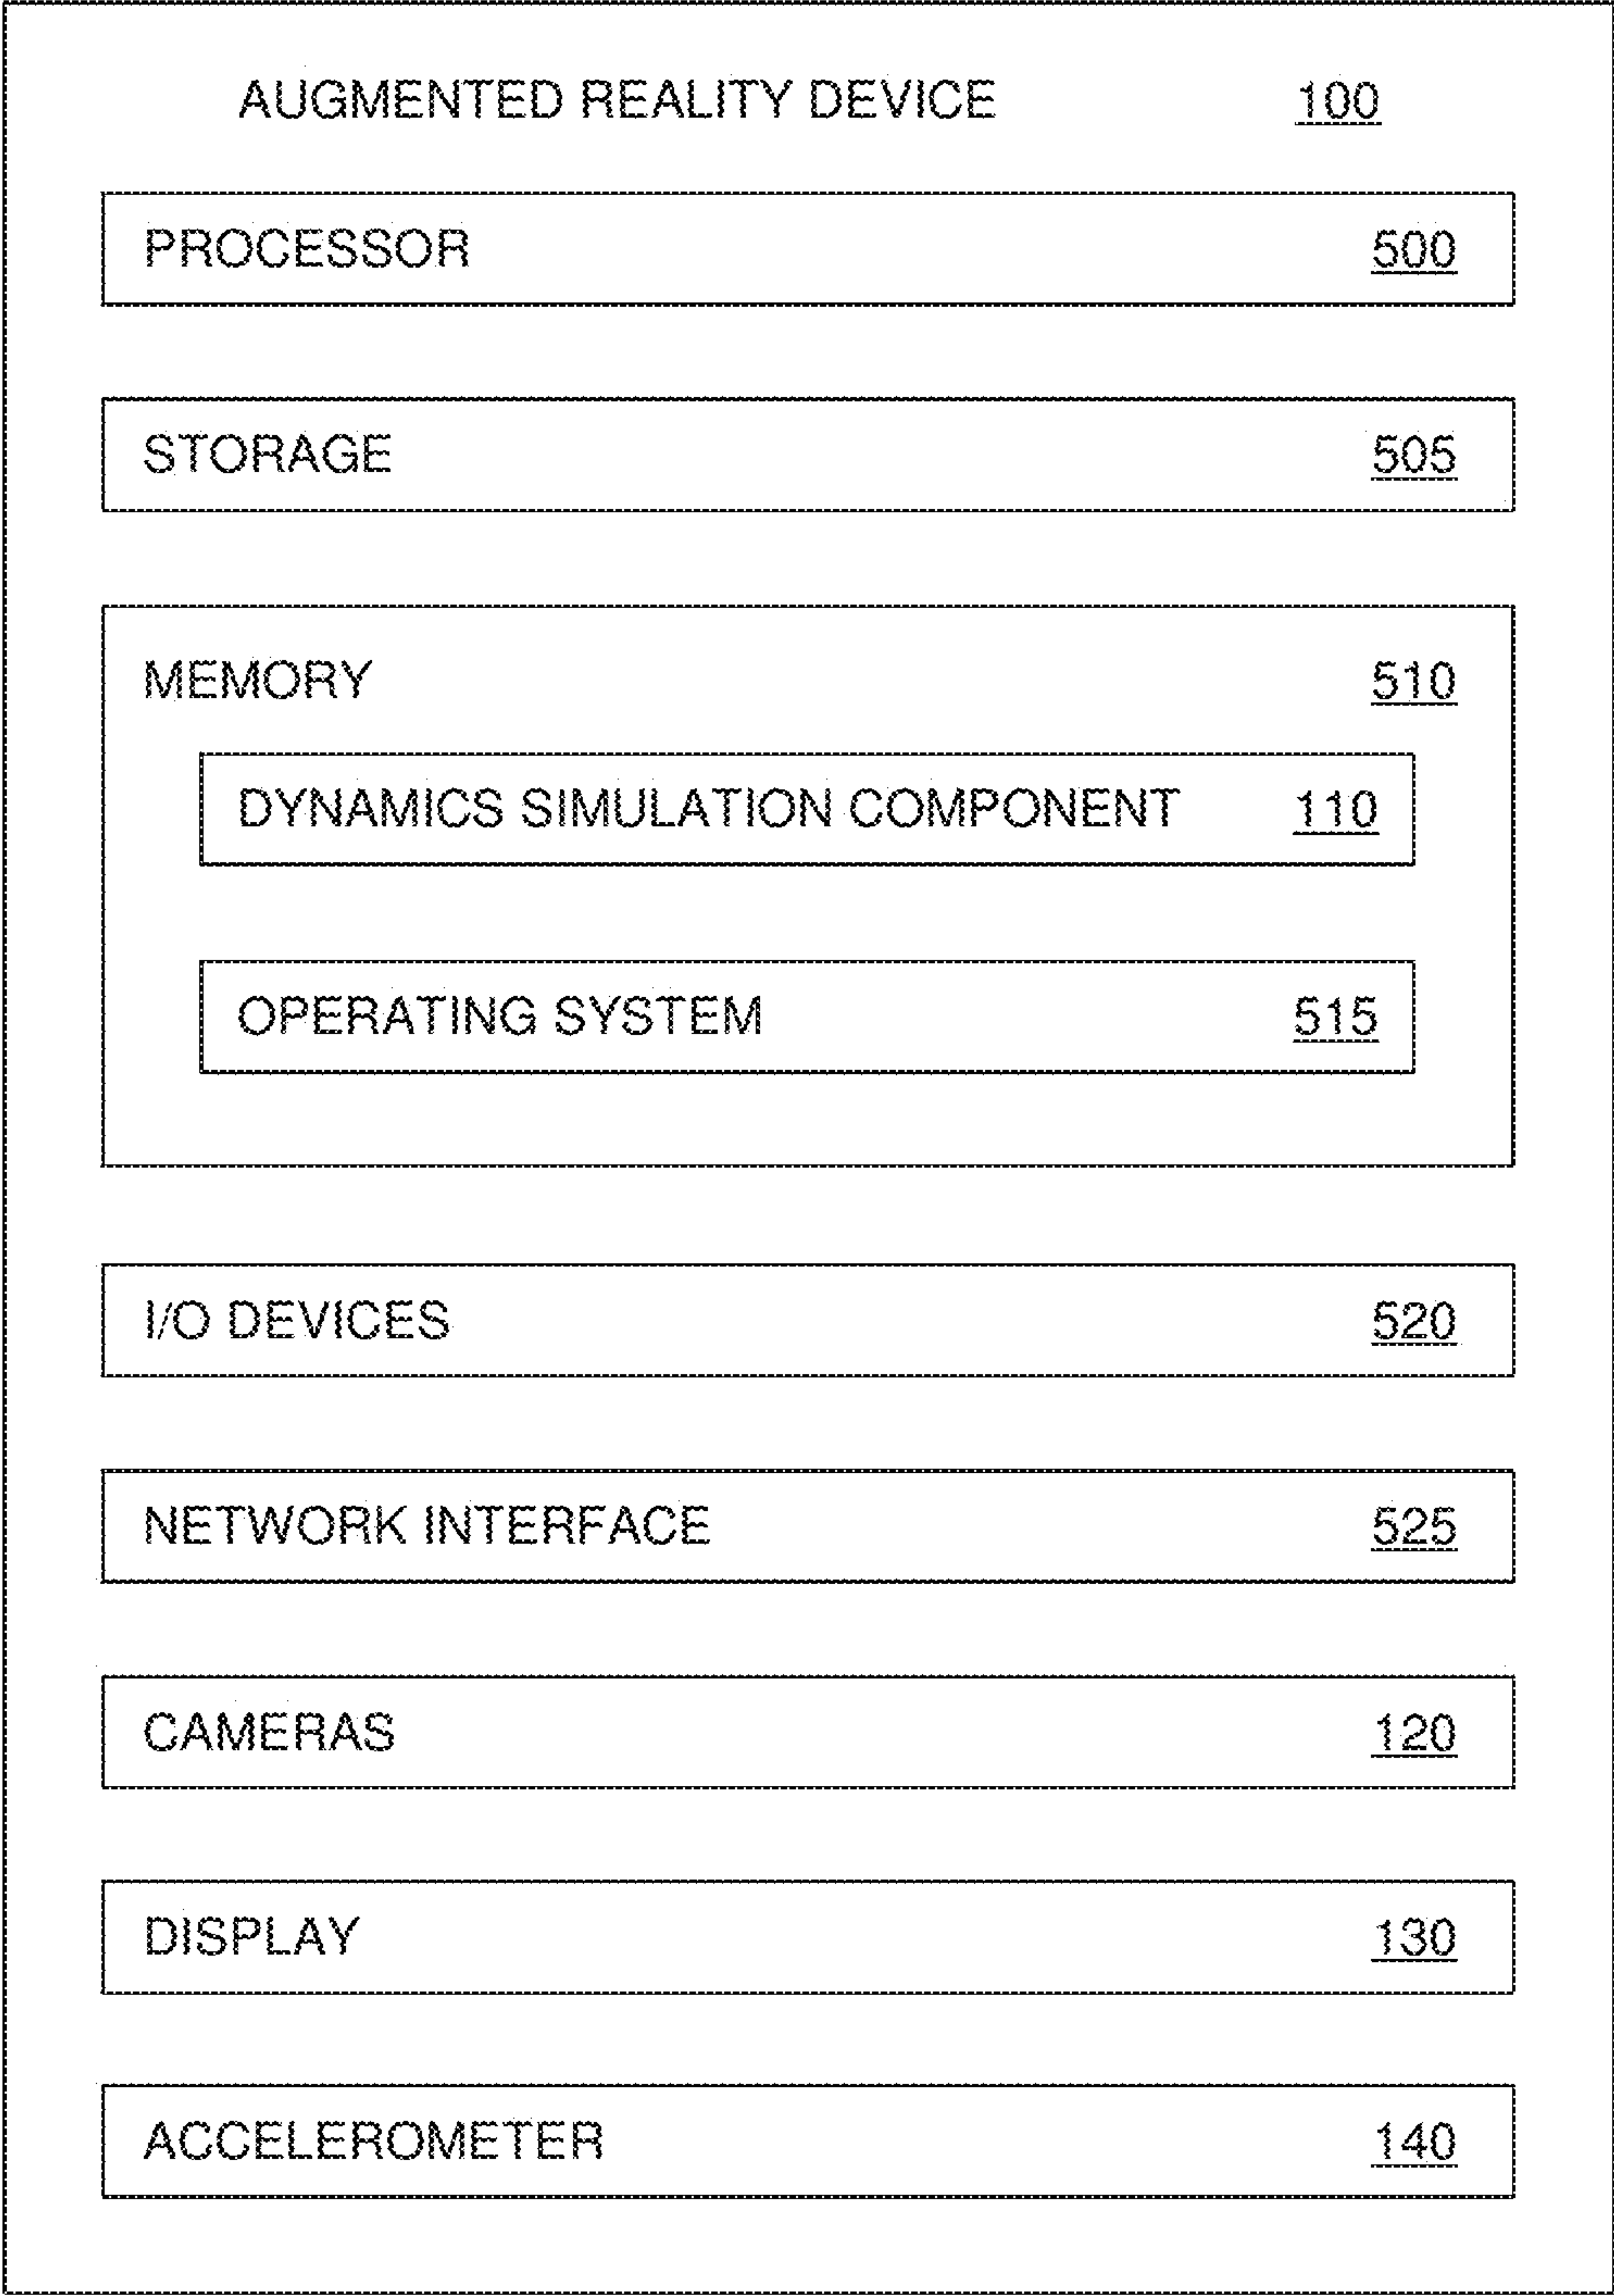 AUGMENTED REALITY DEVICE 100
PROCESSOR 500
STORAGE 505
MEMORY 510
DYNAMICS SIMULATION COMPONENT 110
OPERATING SYSTEM 515
I/O DEVICES 520
NETWORK INTERFACE 525
CAMERAS 120
DISPLAY 130
ACCELEROMETER 140